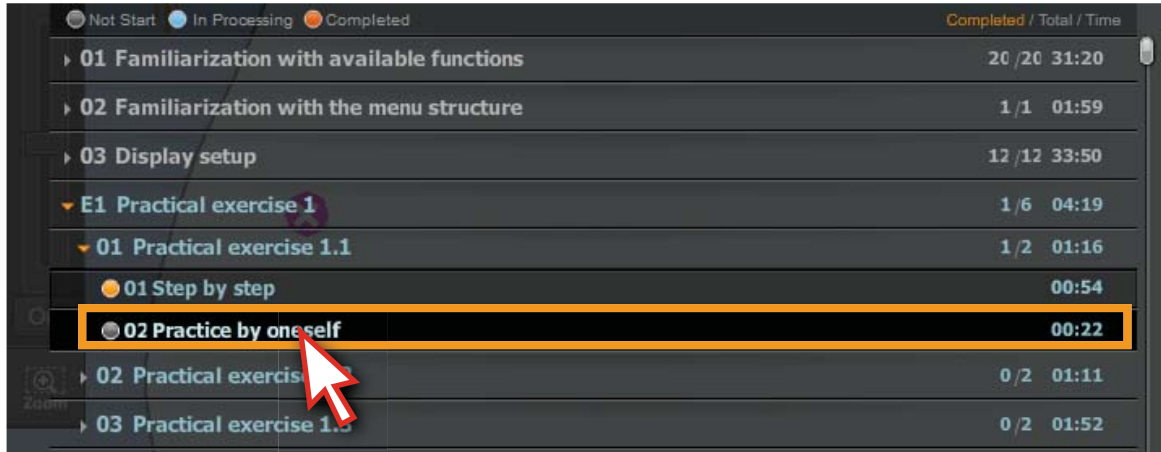 Not Start In Processing Completed Completed / Total / Time
01 Familiarization with available functions 20 /20 31:20
02 Familiarization with the menu structure 1 /1 01:59
03 Display setup 12 /12 33:50
E1 Practical exercise 1 1 /6 04:19
01 Practical exercise 1.1 1 /2 01:16
01 Step by step 00:54
02 Practice by oneself 00:22
02 Practical exercise 0 /2 01:11
Zoom
03 Practical exercise 1.3 0 /2 01:52